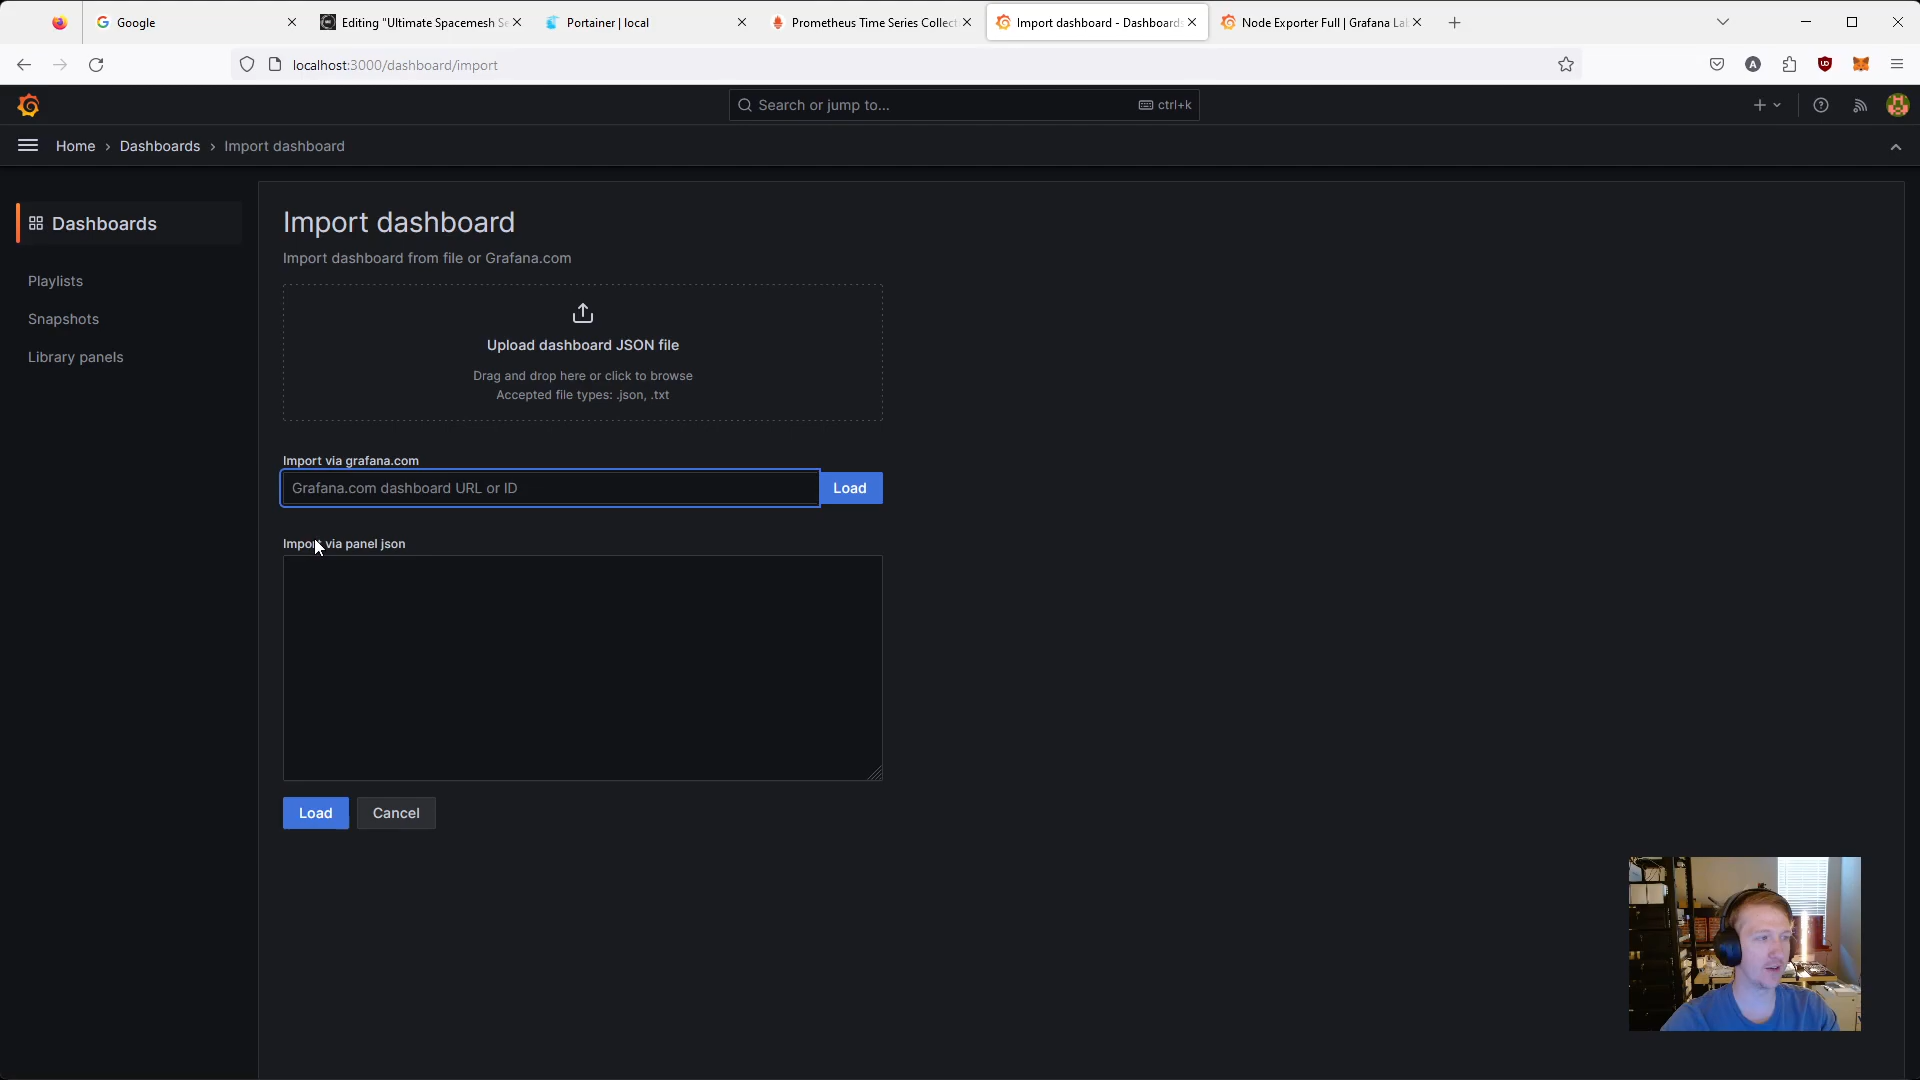 Google
Editing "Ultimate Spacemesh Se
Portainer | local
Prometheus Time Series Collect
Import dashboard - Dashboards
Node Exporter Full | Grafana Lab
localhost:3000/dashboard/import
Search or jump to...
ctrl+k
Home › Dashboards › Import dashboard
Dashboards
Playlists
Snapshots
Library panels
Import dashboard
Import dashboard from file or Grafana.com
Upload dashboard JSON file
Drag and drop here or click to browse
Accepted file types: .json, .txt
Import via grafana.com
Grafana.com dashboard URL or ID
Load
Import via panel json
Load
Cancel